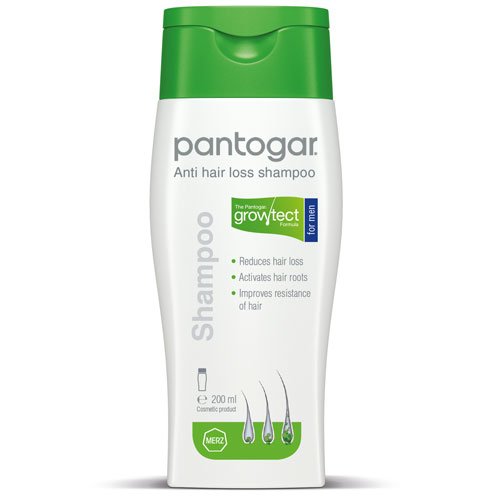 pantogar®
Anti hair loss shampoo
The Pantogar
growtect
Formula
for men
Shampoo
• Reduces hair loss
• Activates hair roots
• Improves resistance
of hair
℮ 200 ml
Cosmetic product
MERZ